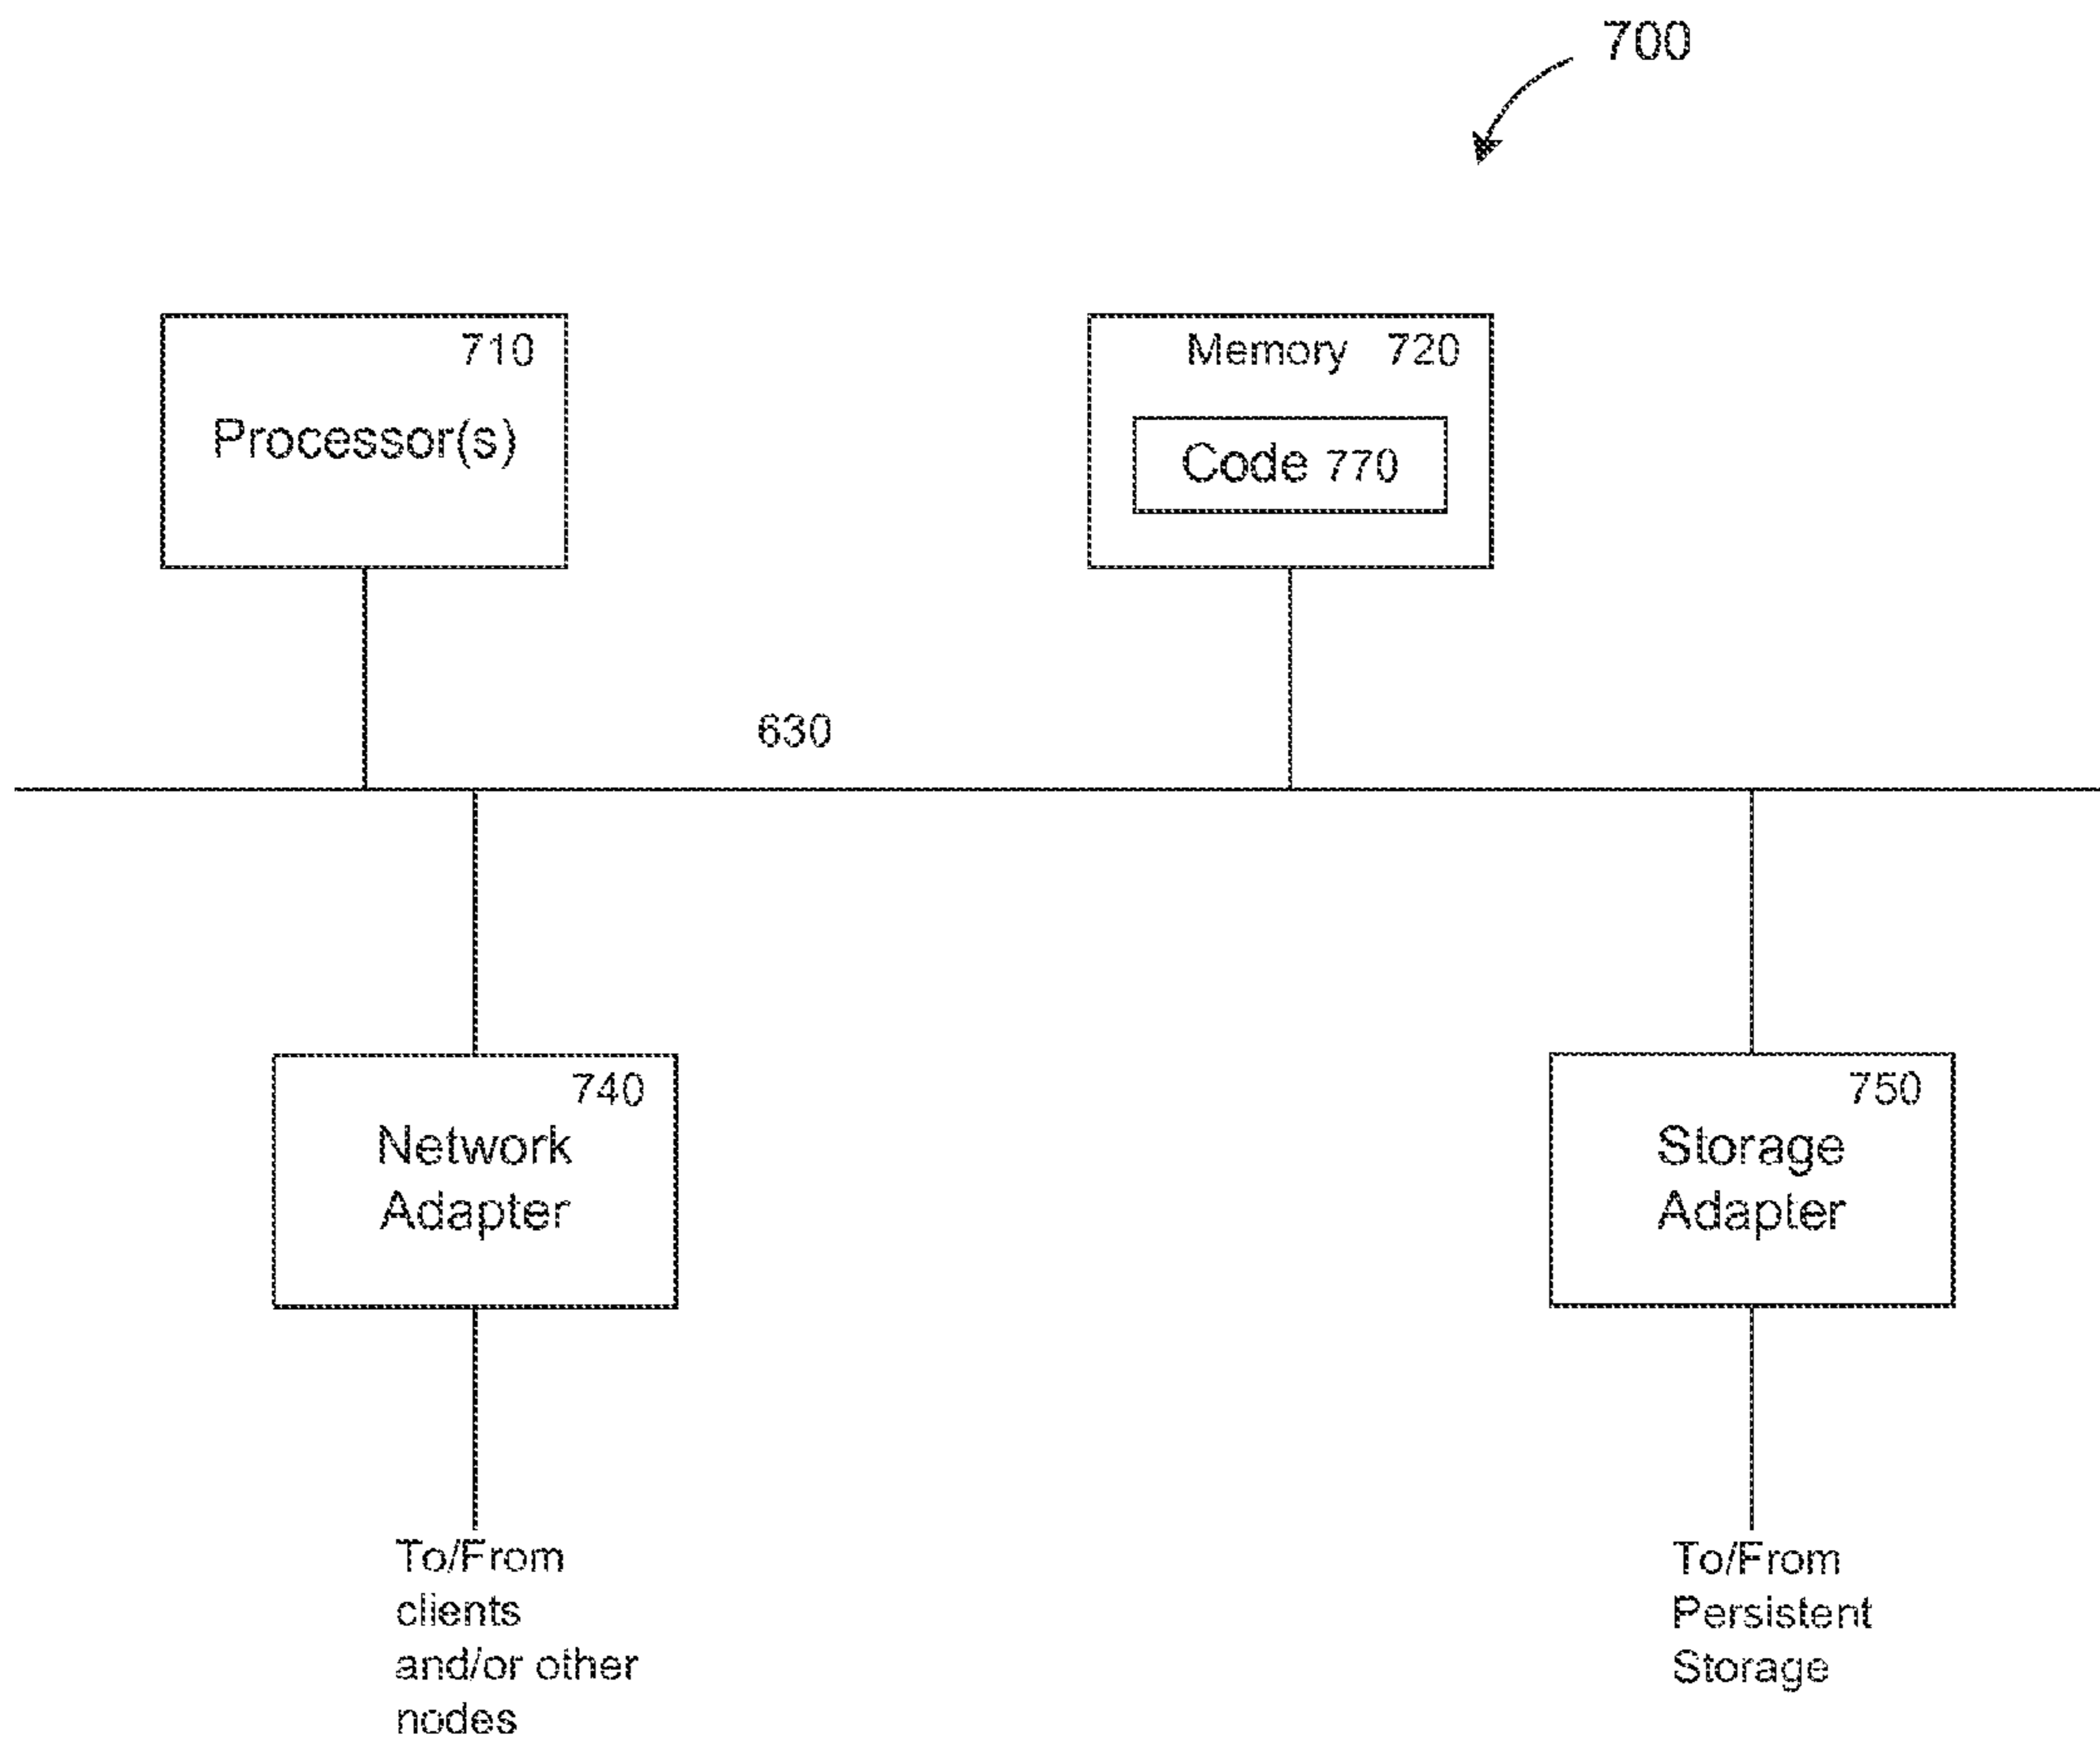 700
710
Processor(s)
Memory 720
Code 770
630
740
Network
Adapter
750
Storage
Adapter
To/From
clients
and/or other
nodes
To/From
Persistent
Storage